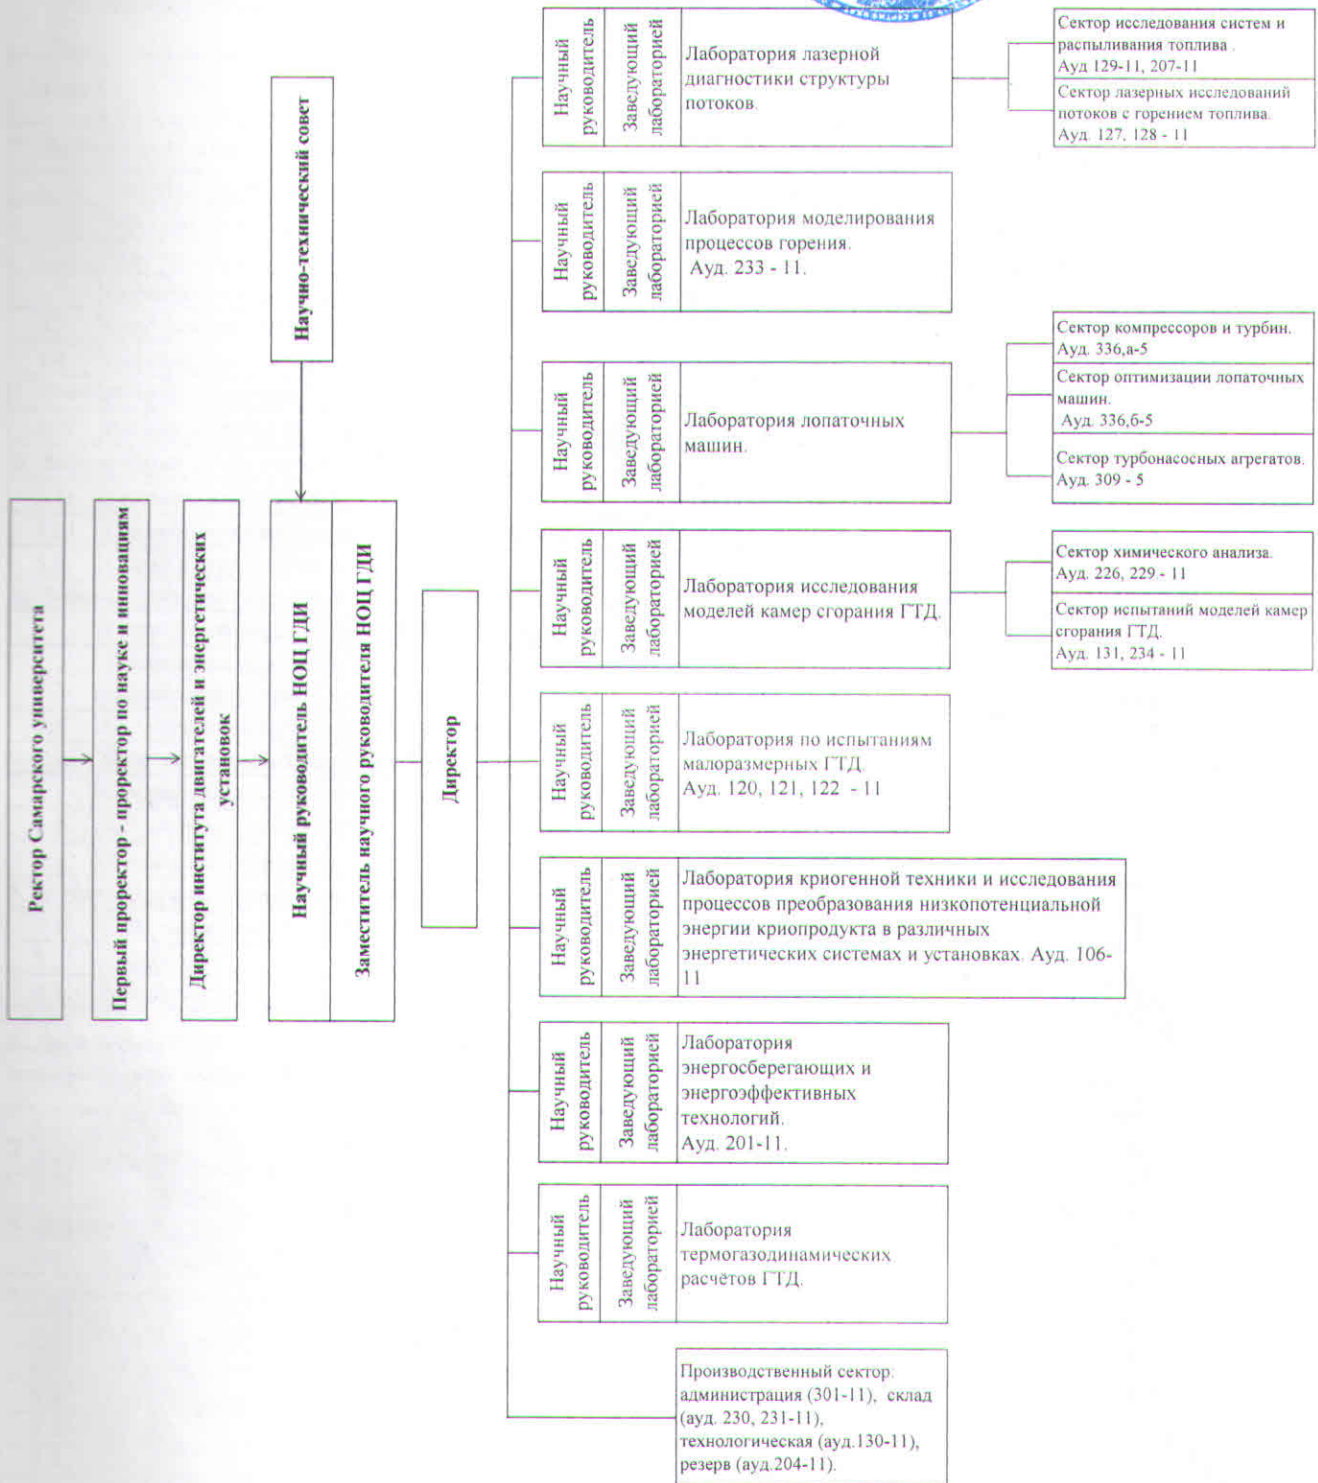 Ректор Самарского университета
Первый проректор - проректор по науке и инновациям
Директор института двигателей и энергетических
установок
Научно-технический совет
Научный руководитель НОЦ ГДИ
Заместитель научного руководителя НОЦ ГДИ
Директор
Научный
руководитель
Заведующий
лабораторией
Лаборатория лазерной
диагностики структуры
потоков.
Сектор исследования систем и
распыливания топлива .
Ауд 129-11, 207-11
Сектор лазерных исследований
потоков с горением топлива.
Ауд. 127, 128 - 11
Научный
руководитель
Заведующий
лабораторией
Лаборатория моделирования
процессов горения.
Ауд. 233 - 11.
Научный
руководитель
Заведующий
лабораторией
Лаборатория лопаточных
машин.
Сектор компрессоров и турбин.
Ауд. 336,а-5
Сектор оптимизации лопаточных
машин.
Ауд. 336,б-5
Сектор турбонасосных агрегатов.
Ауд. 309 - 5
Научный
руководитель
Заведующий
лабораторией
Лаборатория исследования
моделей камер сгорания ГТД.
Сектор химического анализа.
Ауд. 226, 229 - 11
Сектор испытаний моделей камер
сгорания ГТД.
Ауд. 131, 234 - 11
Научный
руководитель
Заведующий
лабораторией
Лаборатория по испытаниям
малоразмерных ГТД.
Ауд. 120, 121, 122 - 11
Научный
руководитель
Заведующий
лабораторией
Лаборатория криогенной техники и исследования
процессов преобразования низкопотенциальной
энергии криопродукта в различных
энергетических системах и установках. Ауд. 106-
11
Научный
руководитель
Заведующий
лабораторией
Лаборатория
энергосберегающих и
энергоэффективных
технологий.
Ауд. 201-11.
Научный
руководитель
Заведующий
лабораторией
Лаборатория
термогазодинамических
расчётов ГТД.
Производственный сектор:
администрация (301-11), склад
(ауд. 230, 231-11),
технологическая (ауд.130-11),
резерв (ауд.204-11).